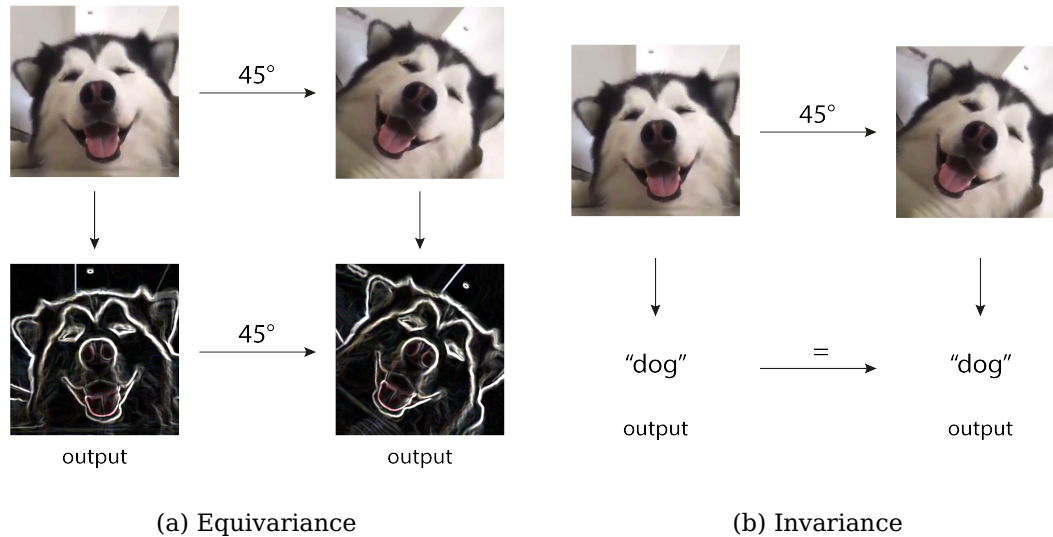 45°
45°
output
output
(a) Equivariance
45°
“dog”
=
“dog”
output
output
(b) Invariance